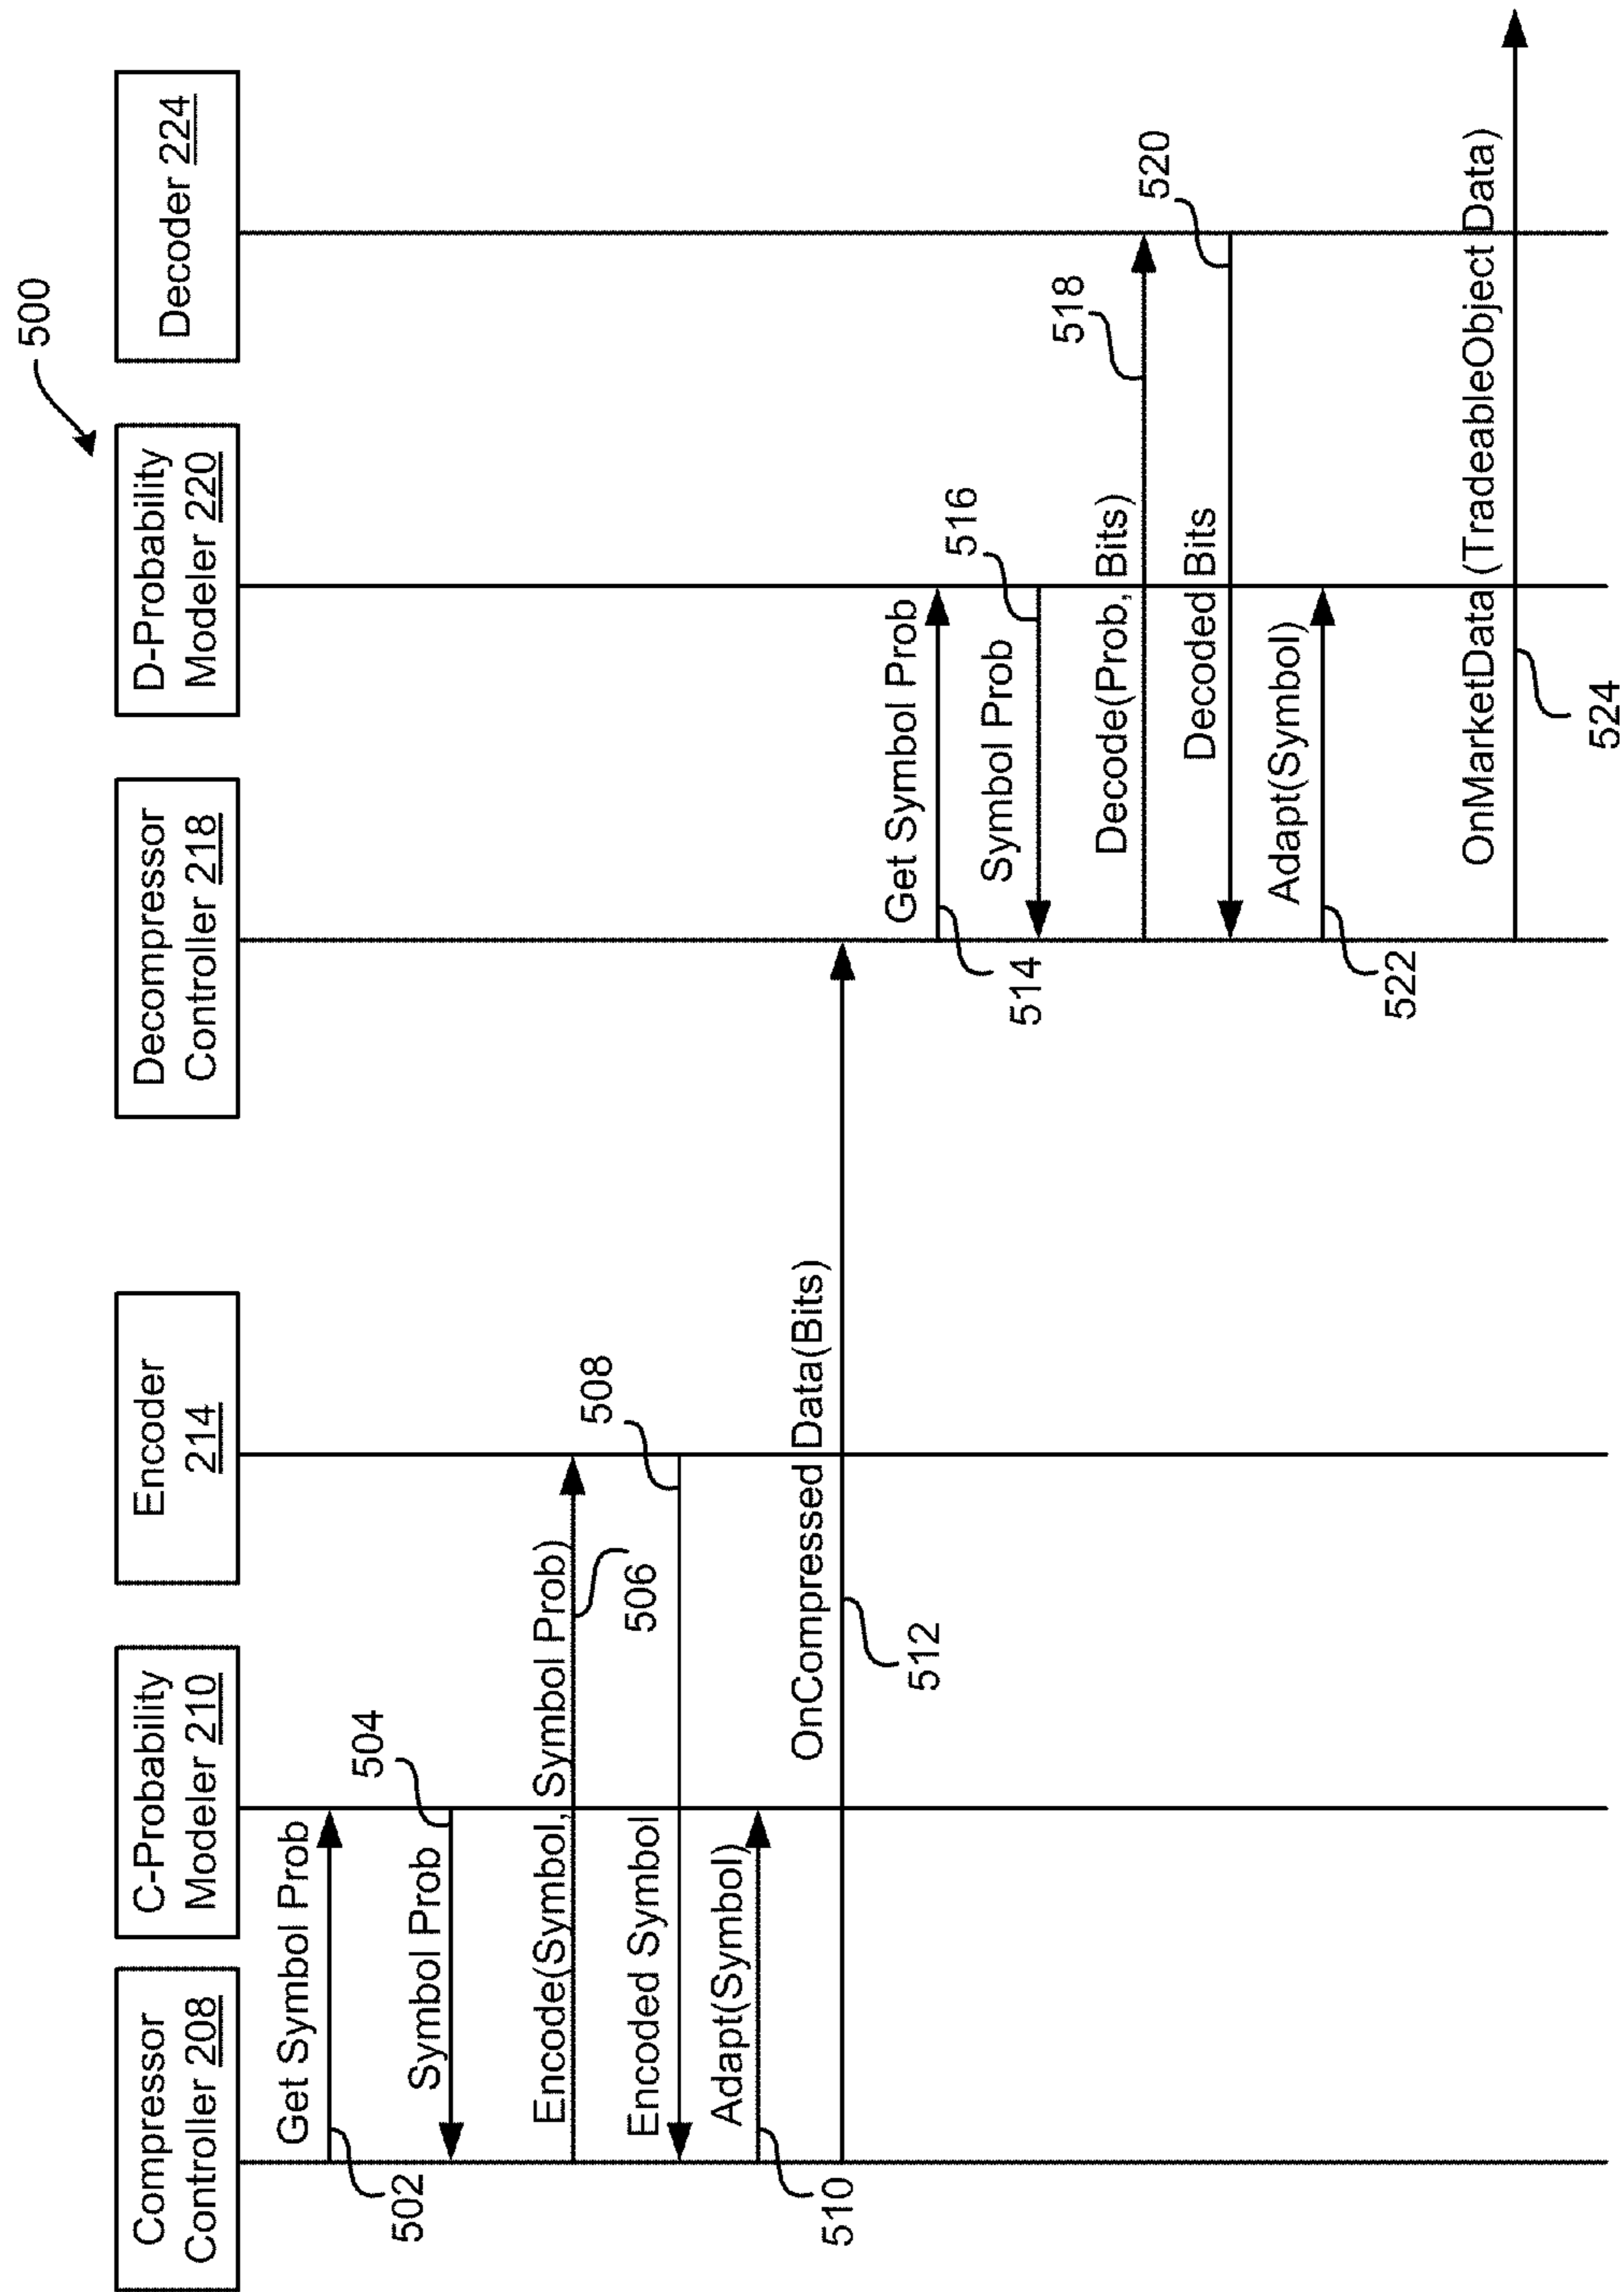 500
Compressor
Controller 208
C-Probability
Modeler 210
Encoder
214
Decompressor
Controller 218
D-Probability
Modeler 220
Decoder 224
Get Symbol Prob
502
504
Symbol Prob
Encode(Symbol, Symbol Prob)
506
508
Encoded Symbol
Adapt(Symbol)
510
OnCompressed Data(Bits)
512
Get Symbol Prob
514
516
Symbol Prob
518
Decode(Prob, Bits)
520
Decoded Bits
Adapt(Symbol)
522
OnMarketData (TradeableObject Data)
524